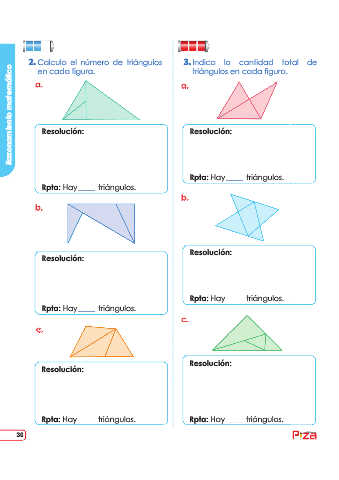 Razonamiento matemático
2. Calcula el número de triángulos
en cada figura.
a.
Resolución:
Rpta: Hay____ triángulos.
b.
Resolución:
Rpta: Hay____ triángulos.
c.
Resolución:
Rpta: Hay triángulos.
3. Indica la cantidad total de
triángulos en cada figura.
a.
Resolución:
Rpta: Hay____ triángulos.
b.
Resolución:
Rpta: Hay triángulos.
c.
Resolución:
Rpta: Hay triángulos.
36